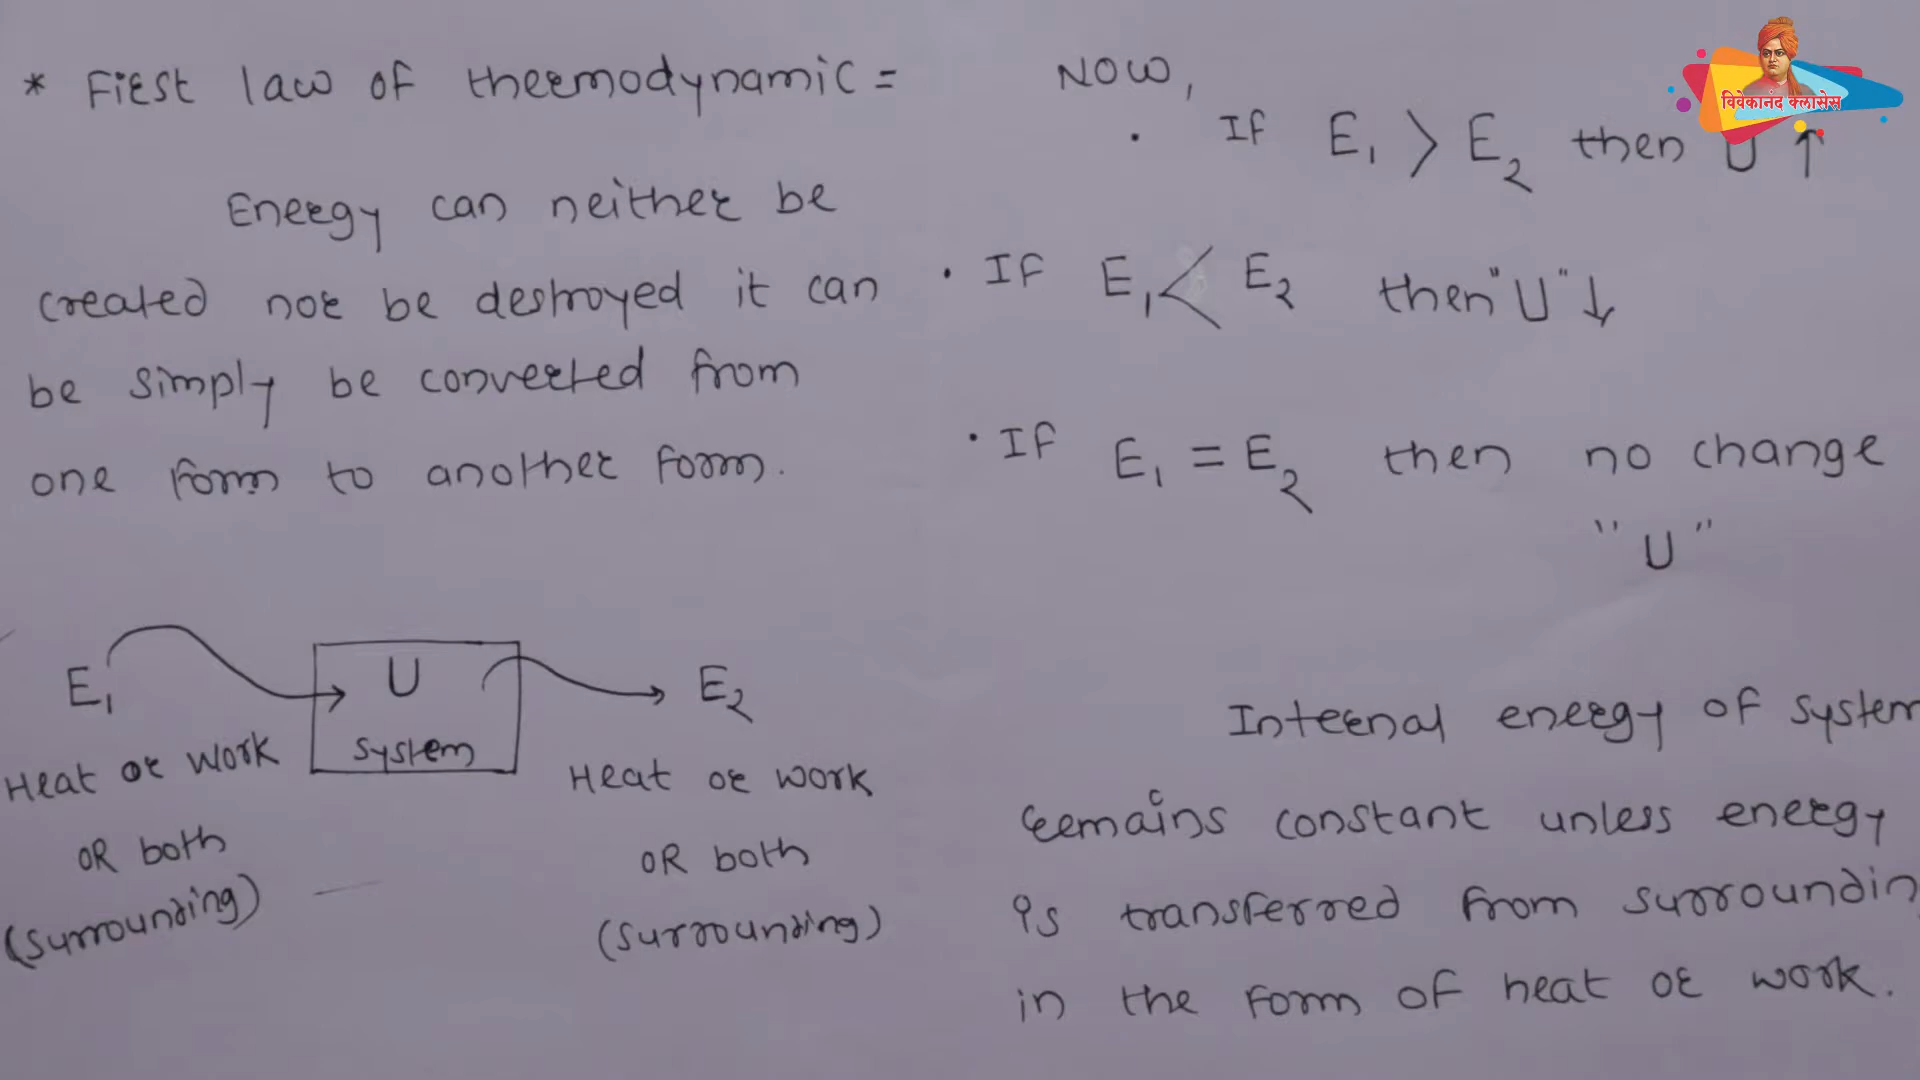 * First law of thermodynamic =
Energy can neither be
created nor be destroyed it can
be simply be converted from
one form to another form.
E1
U
system
E2
Heat or work
OR both
(surrounding)
Heat or work
OR both
(surrounding)
Now,
. If E1 > E2 then U ↑
. If E1 < E2 then "U" ↓
. If E1 = E2 then no change
"U"
Internal energy of system
remains constant unless energy
is transferred from surroundin
in the form of heat or work.
विवेकानंद क्लासेस